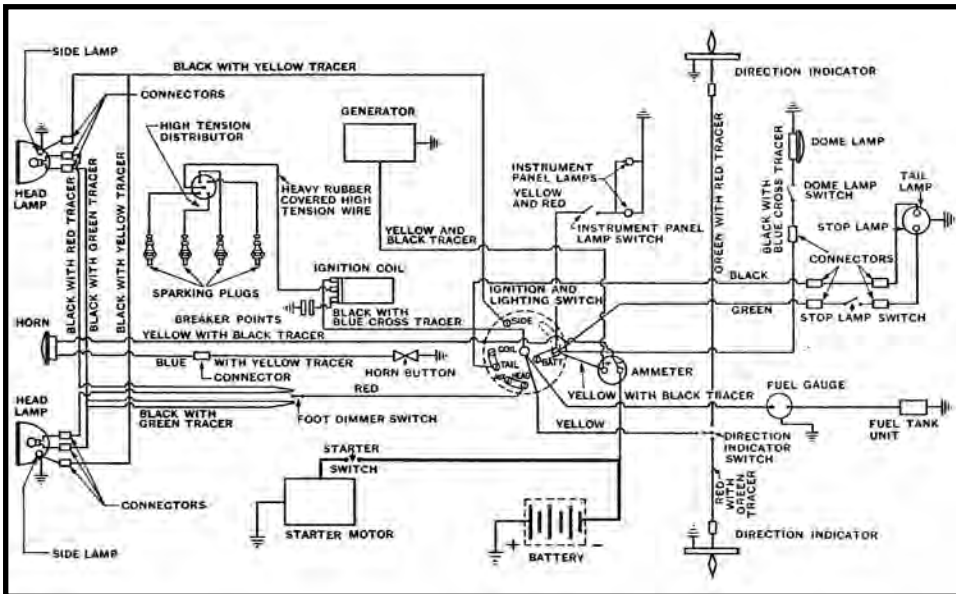 SIDE LAMP
BLACK WITH YELLOW TRACER
CONNECTORS
HIGH TENSION
DISTRIBUTOR
GENERATOR
DIRECTION INDICATOR
HEAD
LAMP
HEAVY RUBBER
COVERED HIGH
TENSION WIRE
INSTRUMENT
PANEL LAMPS
YELLOW
AND RED
INSTRUMENT PANEL
LAMP SWITCH
DOME LAMP
DOME LAMP
SWITCH
TAIL
LAMP
STOP LAMP
CONNECTORS
BLACK WITH RED TRACER
BLACK WITH GREEN TRACER
BLACK WITH YELLOW TRACER
GREEN WITH RED TRACER
BLACK WITH
BLUE CROSS TRACER
YELLOW AND
BLACK TRACER
SPARKING PLUGS
IGNITION COIL
BLACK WITH
BLUE CROSS TRACER
BREAKER POINTS
IGNITION AND
LIGHTING SWITCH
BLACK
GREEN
STOP LAMP SWITCH
HORN
YELLOW WITH BLACK TRACER
BLUE
WITH YELLOW TRACER
CONNECTOR
HORN BUTTON
SIDE
COIL
TAIL
BATT
HEAD
AMMETER
RED
FOOT DIMMER SWITCH
BLACK WITH
GREEN TRACER
HEAD
LAMP
YELLOW WITH BLACK TRACER
YELLOW
FUEL GAUGE
FUEL TANK
UNIT
DIRECTION
INDICATOR
SWITCH
RED
WITH
GREEN
TRACER
STARTER
SWITCH
STARTER MOTOR
CONNECTORS
SIDE LAMP
+
BATTERY
-
DIRECTION INDICATOR